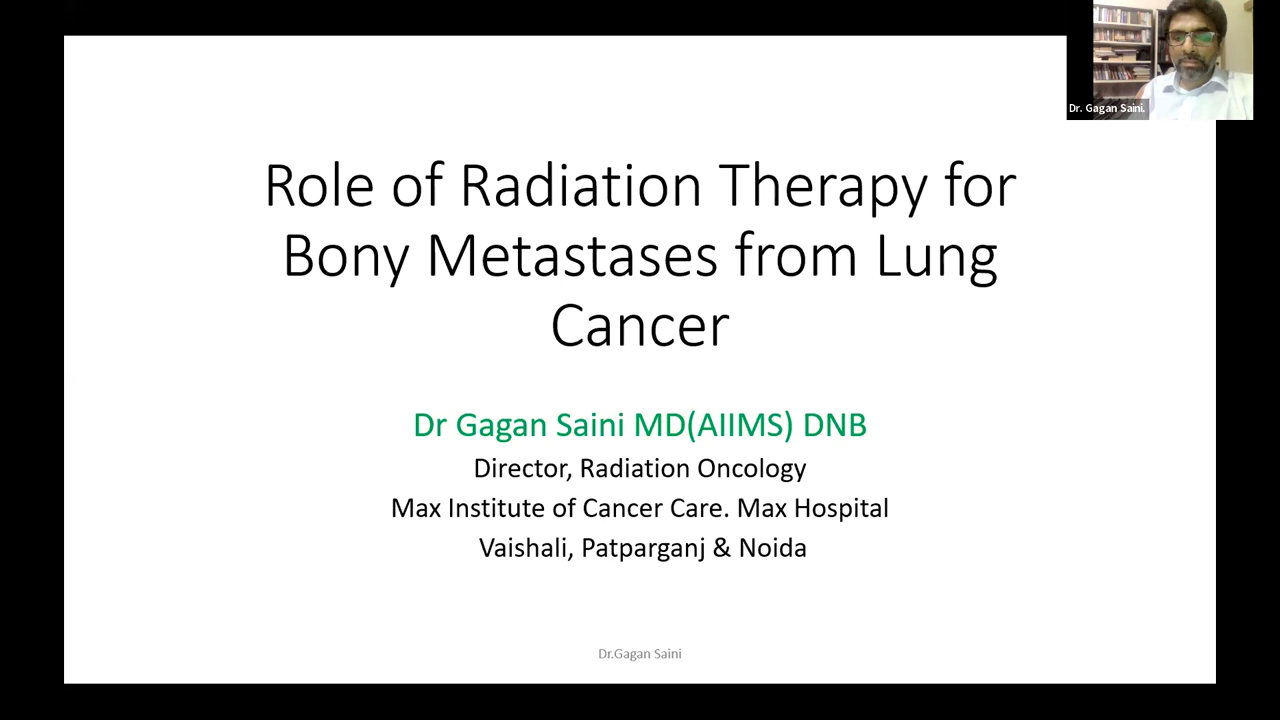 Dr. Gagan Saini.
Role of Radiation Therapy for
Bony Metastases from Lung
Cancer
Dr Gagan Saini MD(AIIMS) DNB
Director, Radiation Oncology
Max Institute of Cancer Care. Max Hospital
Vaishali, Patparganj & Noida
Dr.Gagan Saini